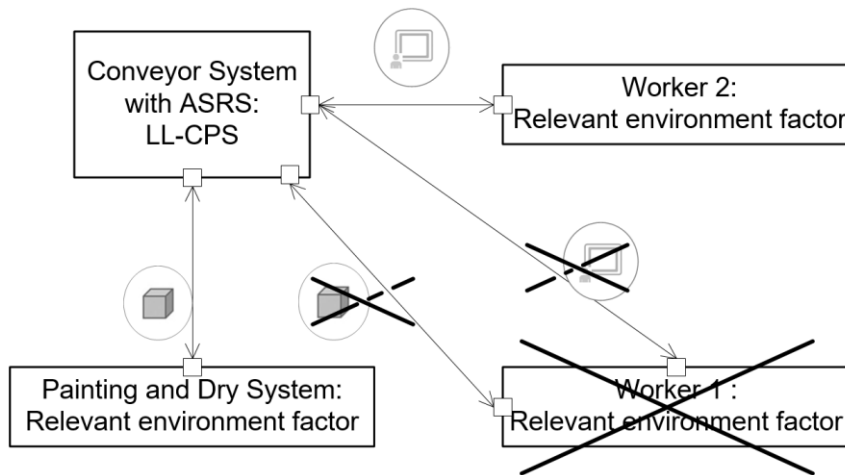 Conveyor System
with ASRS:
LL-CPS
Worker 2:
Relevant environment factor
Painting and Dry System:
Relevant environment factor
Worker 1 :
Relevant environment factor